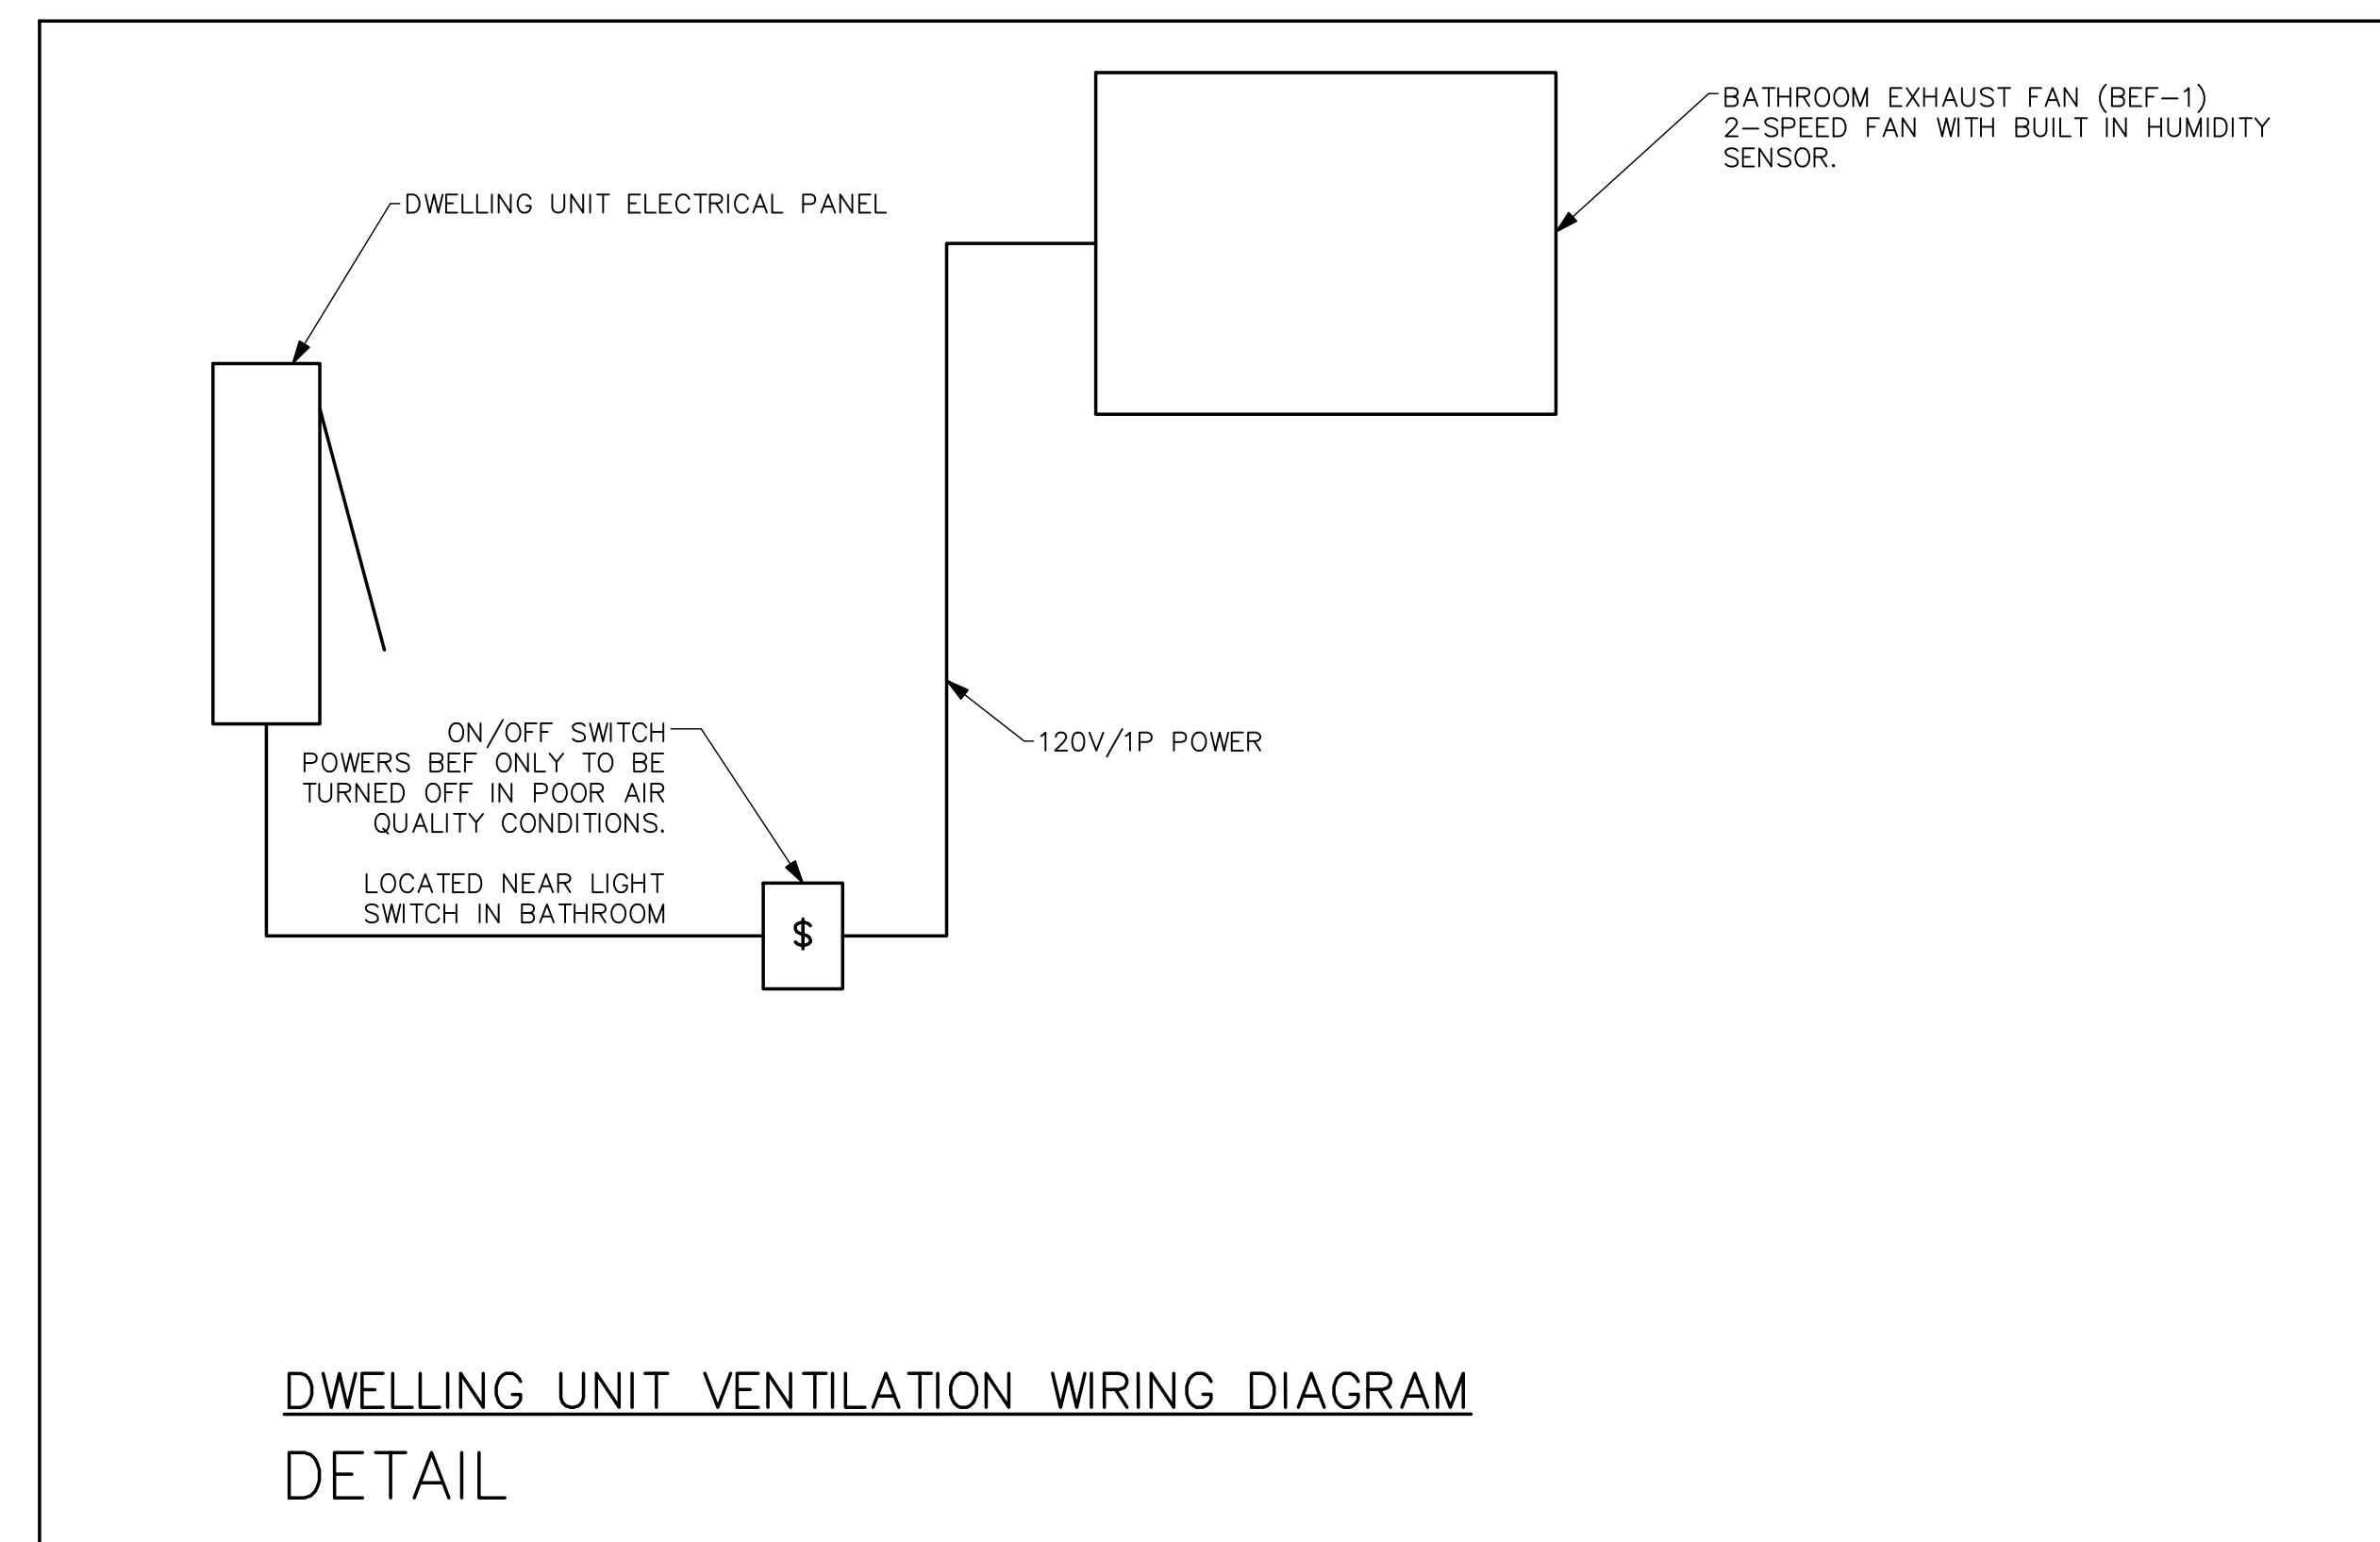 BATHROOM EXHAUST FAN (BEF-1)
2-SPEED FAN WITH BUILT IN HUMIDITY
SENSOR.
DWELLING UNIT ELECTRICAL PANEL
ON/OFF SWITCH
POWERS BEF ONLY TO BE
TURNED OFF IN POOR AIR
QUALITY CONDITIONS.
LOCATED NEAR LIGHT
SWITCH IN BATHROOM
120V/1P POWER
$
DWELLING UNIT VENTILATION WIRING DIAGRAM
DETAIL